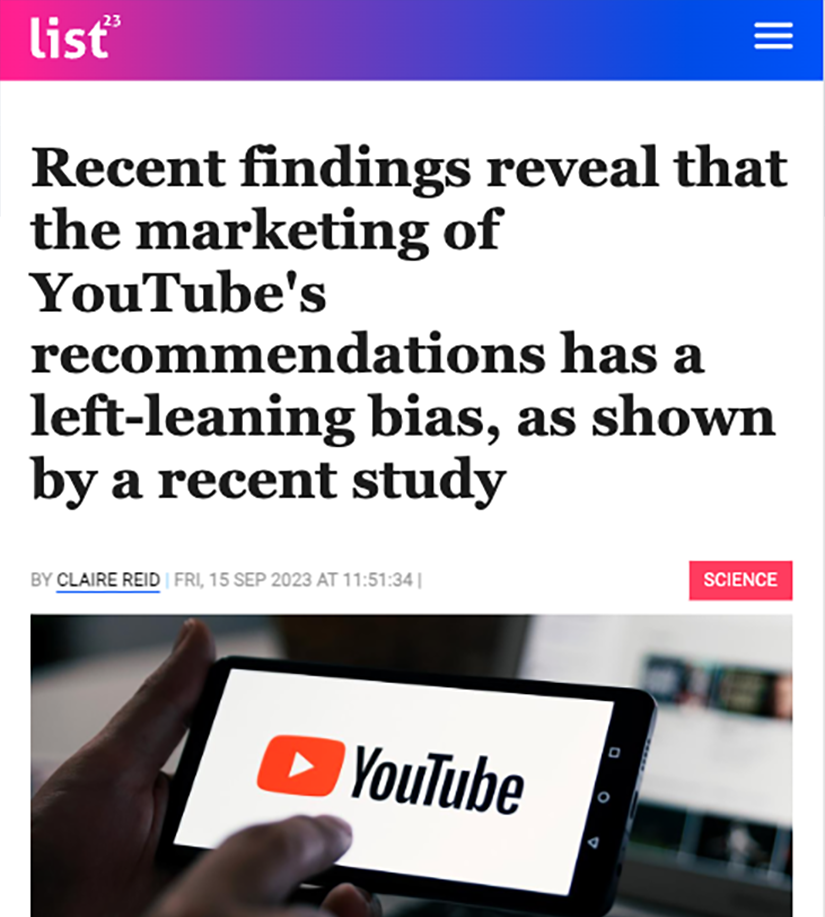 list23
Recent findings reveal that
the marketing of
YouTube's
recommendations has a
left-leaning bias, as shown
by a recent study
BY CLAIRE REID | FRI, 15 SEP 2023 AT 11:51:34 |
SCIENCE
YouTube